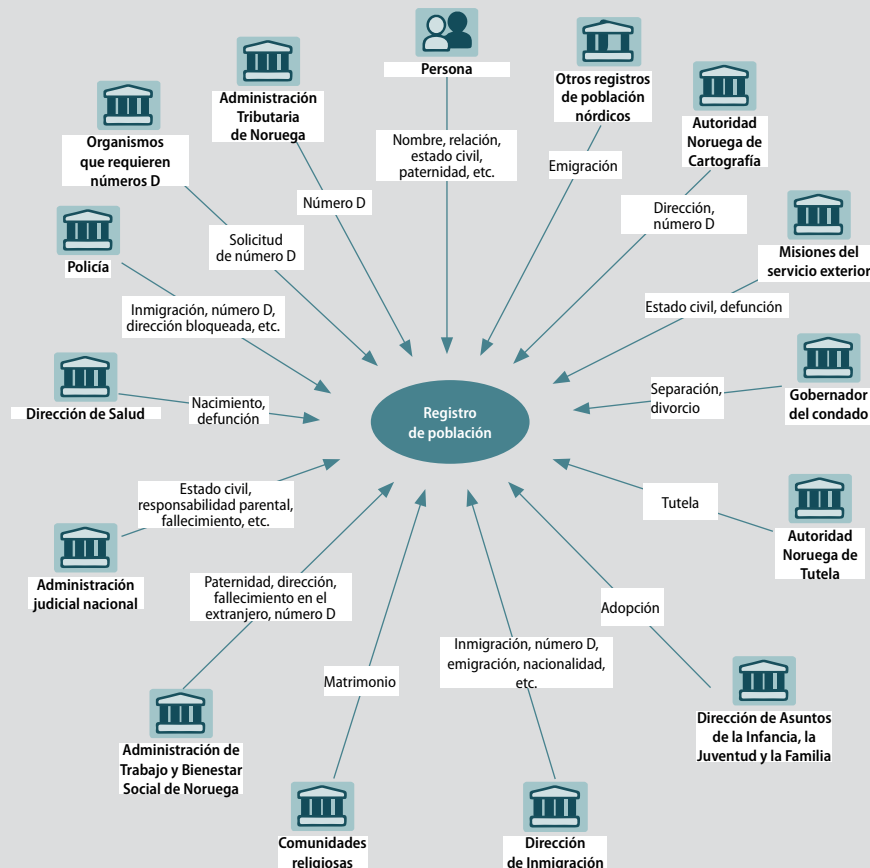 Persona
Otros registros
de población
nórdicos
Administración
Tributaria
de Noruega
Autoridad
Noruega de
Cartografía
Organismos
que requieren
números D
Nombre, relación,
estado civil,
paternidad, etc.
Emigración
Número D
Dirección,
número D
Solicitud
de número D
Policía
Misiones del
servicio exterior
Inmigración, número D,
dirección bloqueada, etc.
Estado civil, defunción
Dirección de Salud
Nacimiento,
defunción
Registro
de población
Separación,
divorcio
Gobernador
del condado
Estado civil,
responsabilidad parental,
fallecimiento, etc.
Tutela
Autoridad
Noruega de
Tutela
Administración
judicial nacional
Paternidad, dirección,
fallecimiento en el
extranjero, número D
Adopción
Inmigración, número D,
emigración, nacionalidad,
etc.
Matrimonio
Dirección de Asuntos
de la Infancia, la
Juventud y la Familia
Administración de
Trabajo y Bienestar
Social de Noruega
Comunidades
religiosas
Dirección
de Inmigración